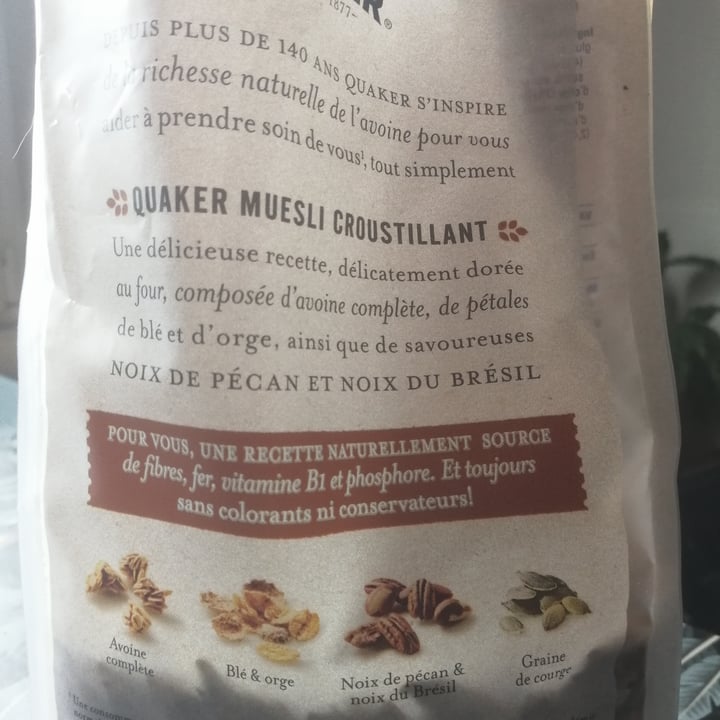 1877-
DEPUIS PLUS DE 140 ANS QUAKER S'INSPIRE
de la richesse naturelle de l'avoine pour vous
aider à prendre soin de vous¹, tout simplement
QUAKER MUESLI CROUSTILLANT
Une délicieuse recette, délicatement dorée
au four, composée d'avoine complète, de pétales
de blé et d'orge, ainsi que de savoureuses
NOIX DE PÉCAN ET NOIX DU BRÉSIL
POUR VOUS, UNE RECETTE NATURELLEMENT SOURCE
de fibres, fer, vitamine B1 et phosphore. Et toujours
sans colorants ni conservateurs!
Avoine
complète
Blé & orge
Noix de pécan &
noix du Brésil
Graine
de courge